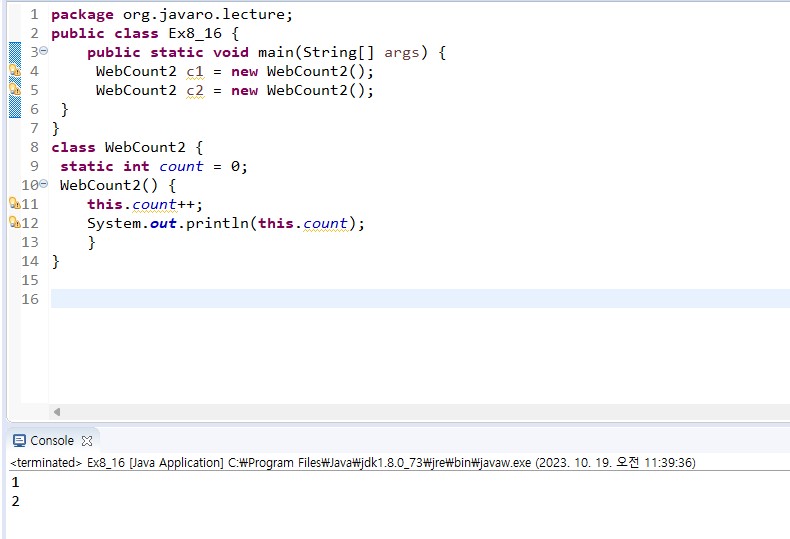 1 package org.javaro.lecture;
2 public class Ex8_16 {
3 public static void main(String[] args) {
4 WebCount2 c1 = new WebCount2();
5 WebCount2 c2 = new WebCount2();
6 }
7 }
8 class WebCount2 {
9 static int count = 0;
10 WebCount2() {
11 this.count++;
12 System.out.println(this.count);
13 }
14 }
15
16
Console
<terminated> Ex8_16 [Java Application] C:₩Program Files₩Java₩jdk1.8.0_73₩jre₩bin₩javaw.exe (2023. 10. 19. 오전 11:39:36)
1
2